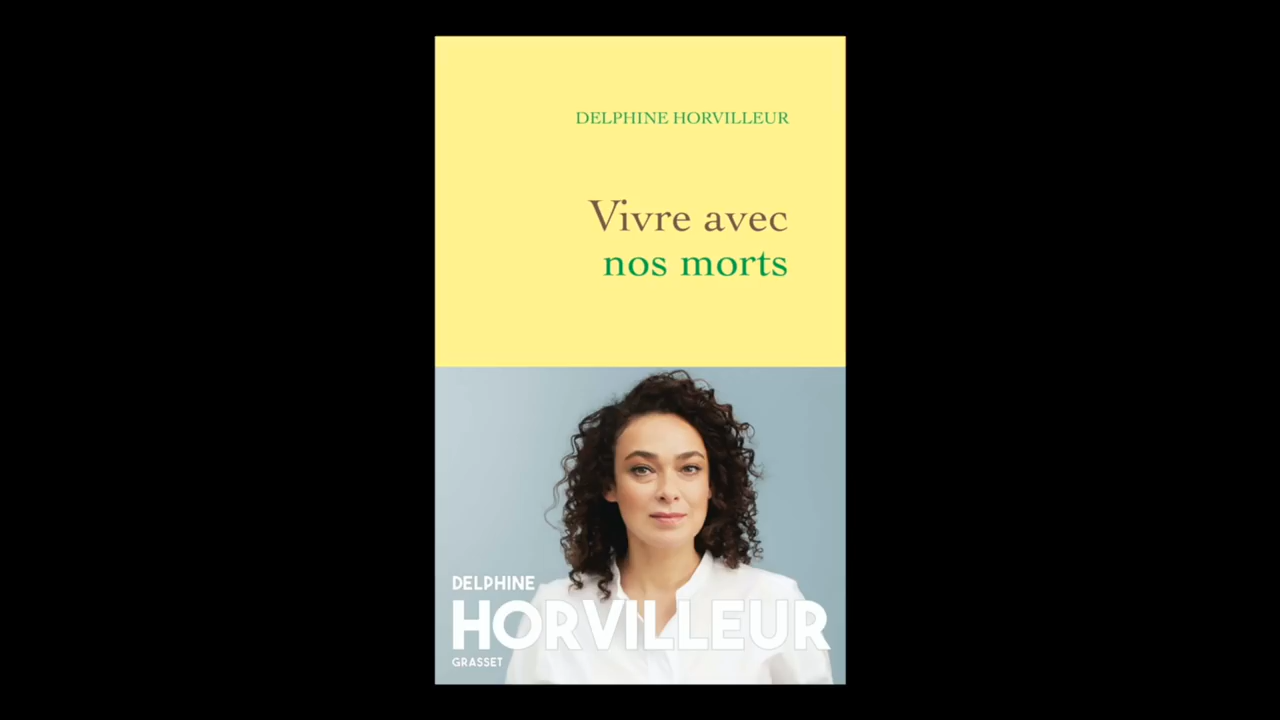 DELPHINE HORVILLEUR
Vivre avec
nos morts
DELPHINE
HORVILLEUR
GRASSET